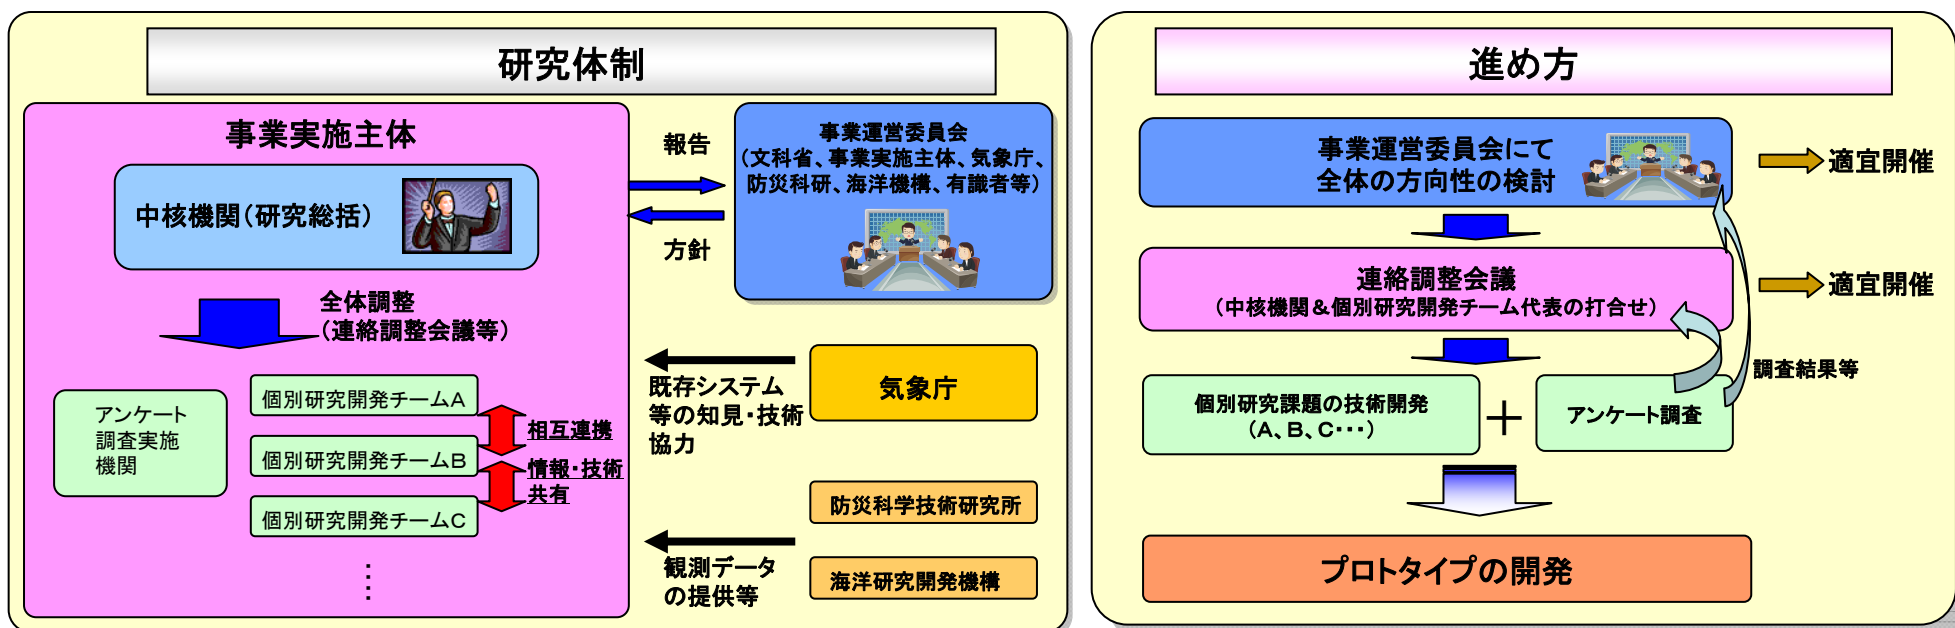 研究体制
事業実施主体
中核機関(研究総括)
全体調整
(連絡調整会議等)
アンケート
調査実施
機関
個別研究開発チームA
個別研究開発チームB
個別研究開発チームC
⋮
相互連携
情報・技術
共有
報告
方針
事業運営委員会
(文科省、事業実施主体、気象庁、
防災科研、海洋機構、有識者等)
既存システム
等の知見・技術
協力
気象庁
観測データ
の提供等
防災科学技術研究所
海洋研究開発機構
進め方
事業運営委員会にて
全体の方向性の検討
適宜開催
連絡調整会議
(中核機関&個別研究開発チーム代表の打合せ)
適宜開催
調査結果等
個別研究課題の技術開発
(A、B、C・・・)
+
アンケート調査
プロトタイプの開発